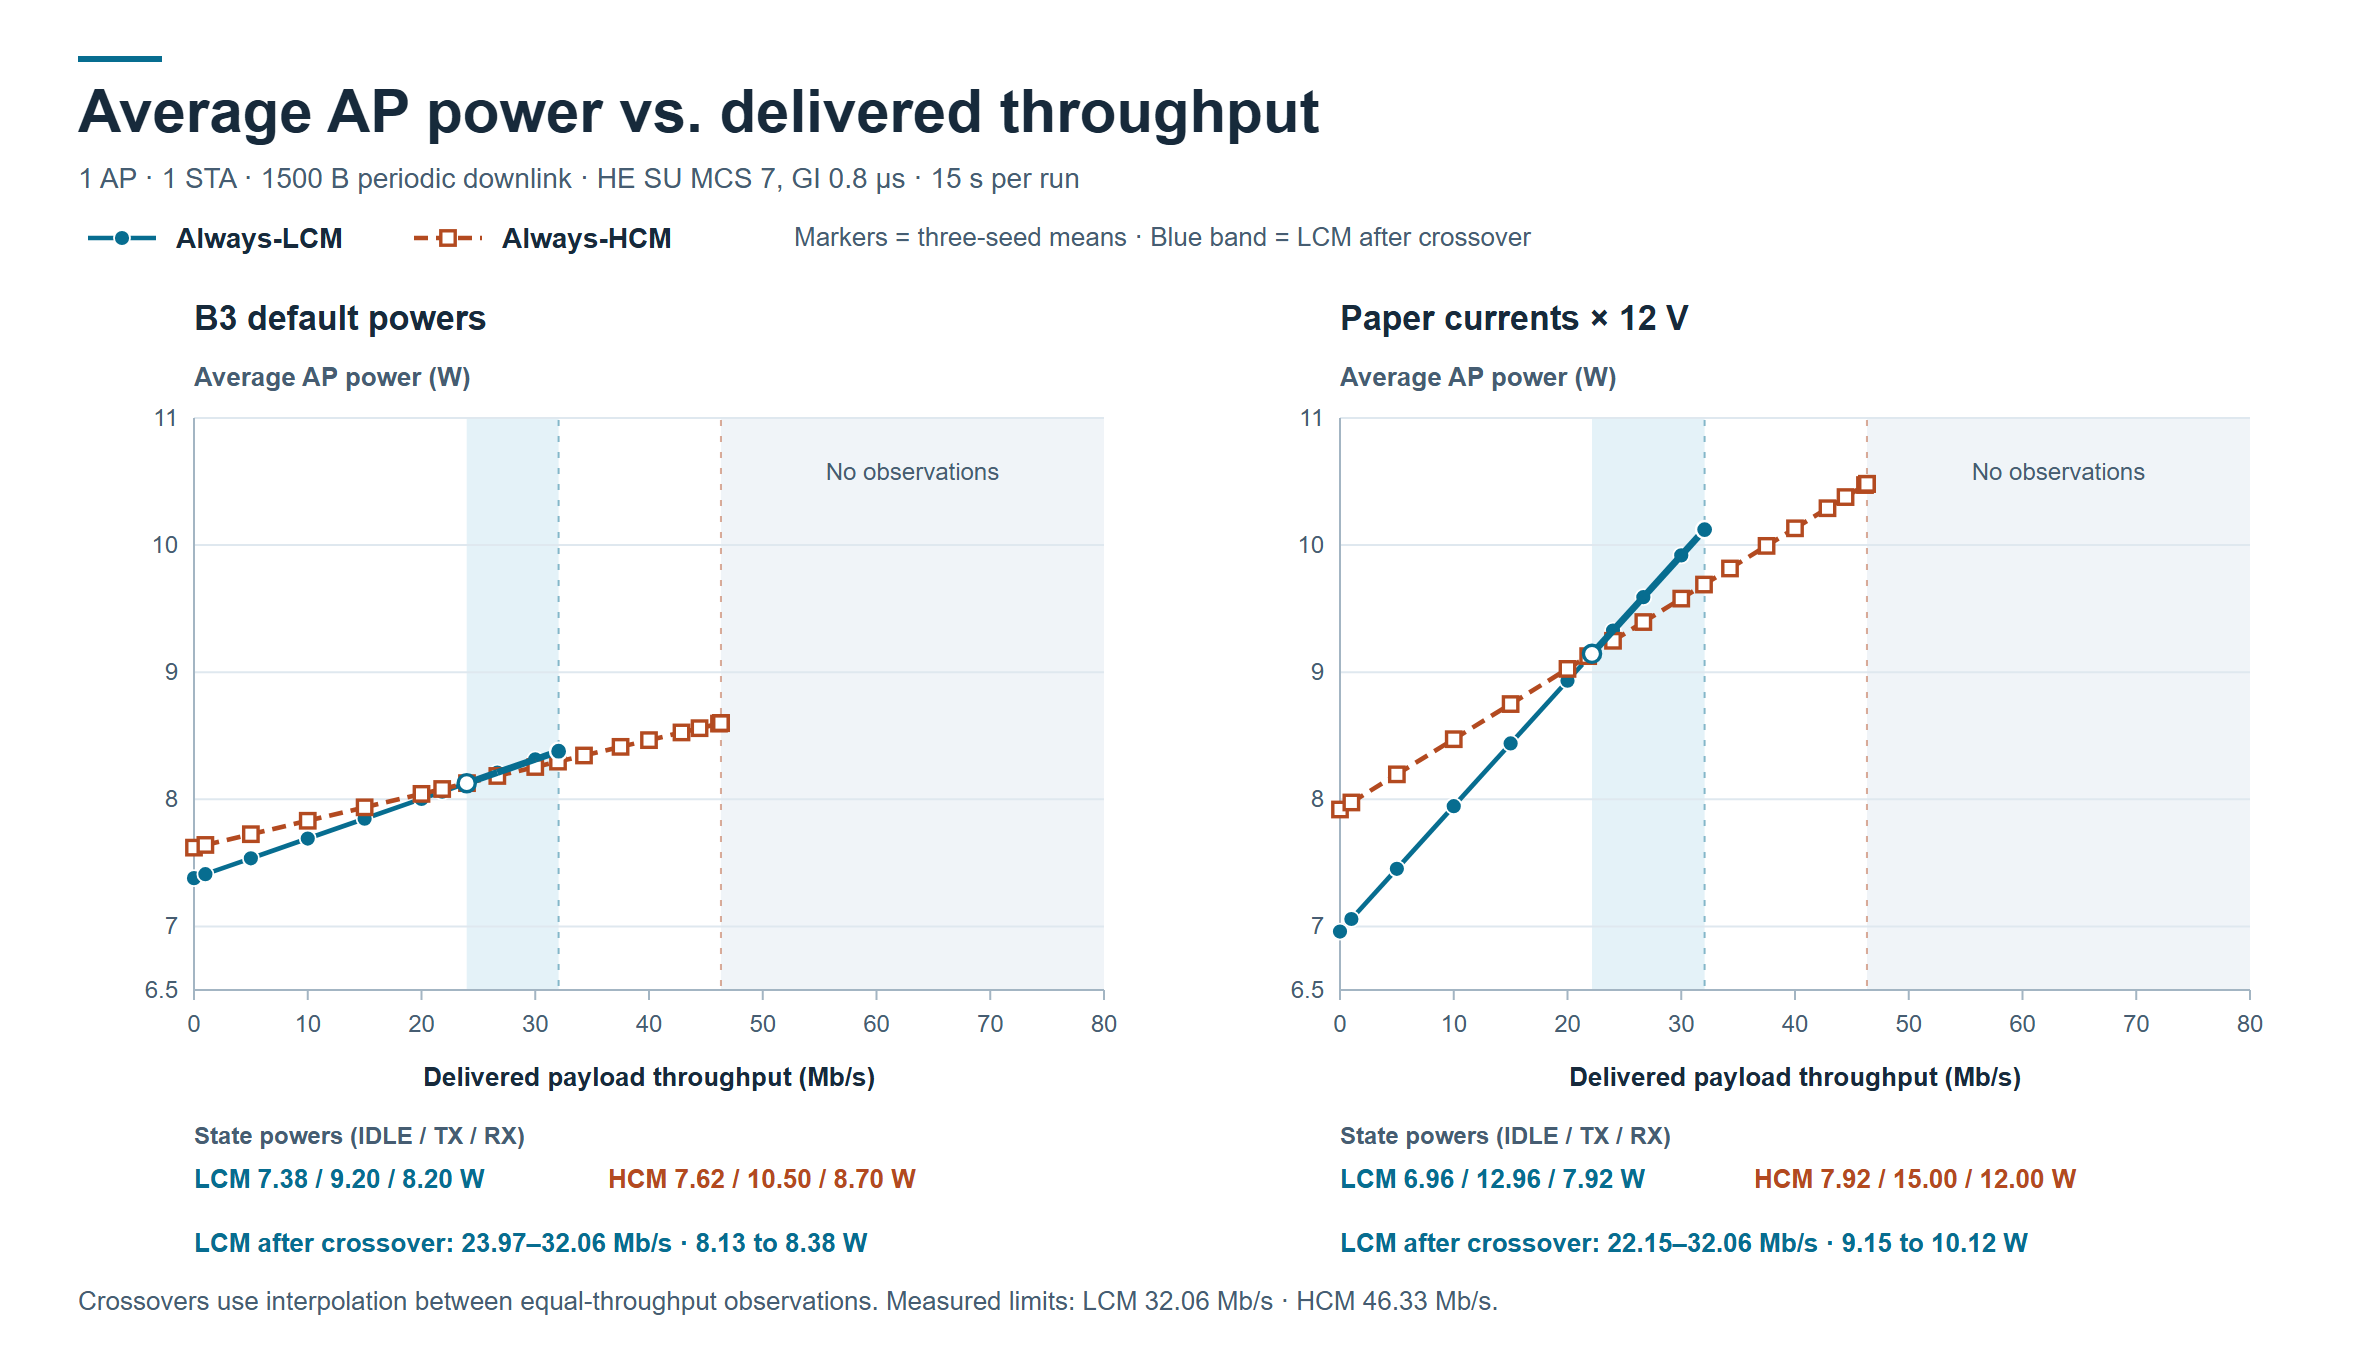 Average AP power vs. delivered throughput
1 AP · 1 STA · 1500 B periodic downlink · HE SU MCS 7, GI 0.8 µs · 15 s per run
Always-LCM
Always-HCM
Markers = three-seed means · Blue band = LCM after crossover
B3 default powers
Average AP power (W)
11
10
9
8
7
6.5
No observations
0 10 20 30 40 50 60 70 80
Delivered payload throughput (Mb/s)
State powers (IDLE / TX / RX)
LCM 7.38 / 9.20 / 8.20 W
HCM 7.62 / 10.50 / 8.70 W
LCM after crossover: 23.97–32.06 Mb/s · 8.13 to 8.38 W
Paper currents × 12 V
Average AP power (W)
11
10
9
8
7
6.5
No observations
0 10 20 30 40 50 60 70 80
Delivered payload throughput (Mb/s)
State powers (IDLE / TX / RX)
LCM 6.96 / 12.96 / 7.92 W
HCM 7.92 / 15.00 / 12.00 W
LCM after crossover: 22.15–32.06 Mb/s · 9.15 to 10.12 W
Crossovers use interpolation between equal-throughput observations. Measured limits: LCM 32.06 Mb/s · HCM 46.33 Mb/s.